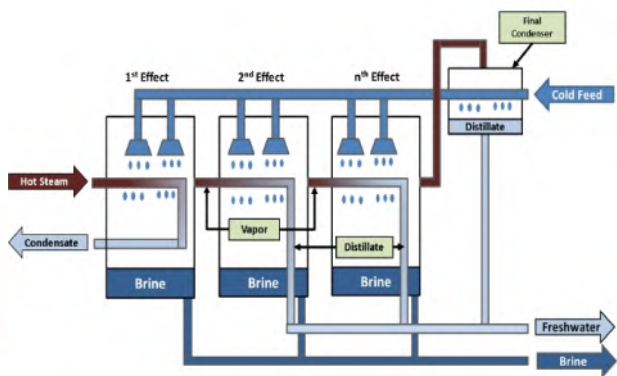 Final
Condenser
1st Effect
2nd Effect
nth Effect
Cold Feed
Distillate
Hot Steam
Vapor
Condensate
Distillate
Brine
Brine
Brine
Freshwater
Brine